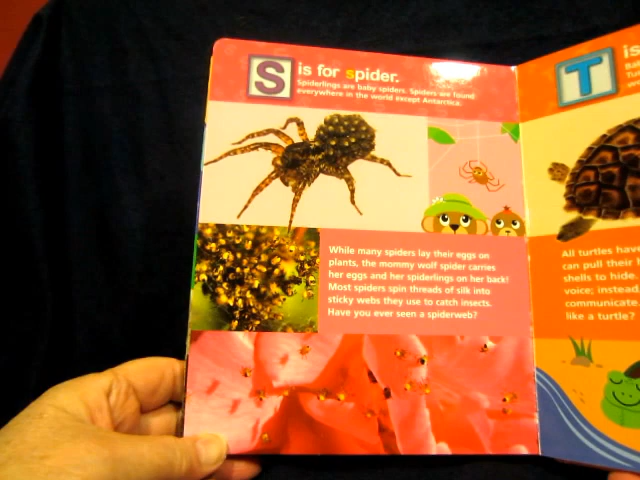 S is for spider.
Spiderlings are baby spiders. Spiders are found
everywhere in the world except Antarctica.
While many spiders lay their eggs on
plants, the mommy wolf spider carries
her eggs and her spiderlings on her back!
Most spiders spin threads of silk into
sticky webs they use to catch insects.
Have you ever seen a spiderweb?
T is
All turtles have
can pull their
shells to hide.
voice; instead
communicate
like a turtle?